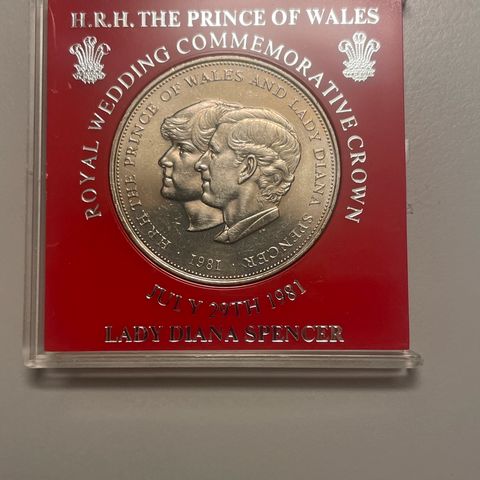 H.R.H. THE PRINCE OF WALES
ROYAL WEDDING COMMEMORATIVE CROWN
H.R.H. THE PRINCE OF WALES AND LADY DIANA SPENCER
· 1981 ·
JULY 29TH 1981
LADY DIANA SPENCER